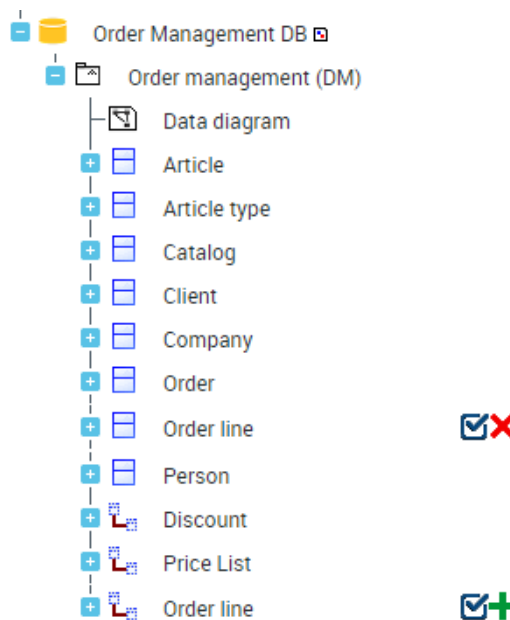 Order Management DB
Order management (DM)
Data diagram
Article
Article type
Catalog
Client
Company
Order
Order line
Person
Discount
Price List
Order line